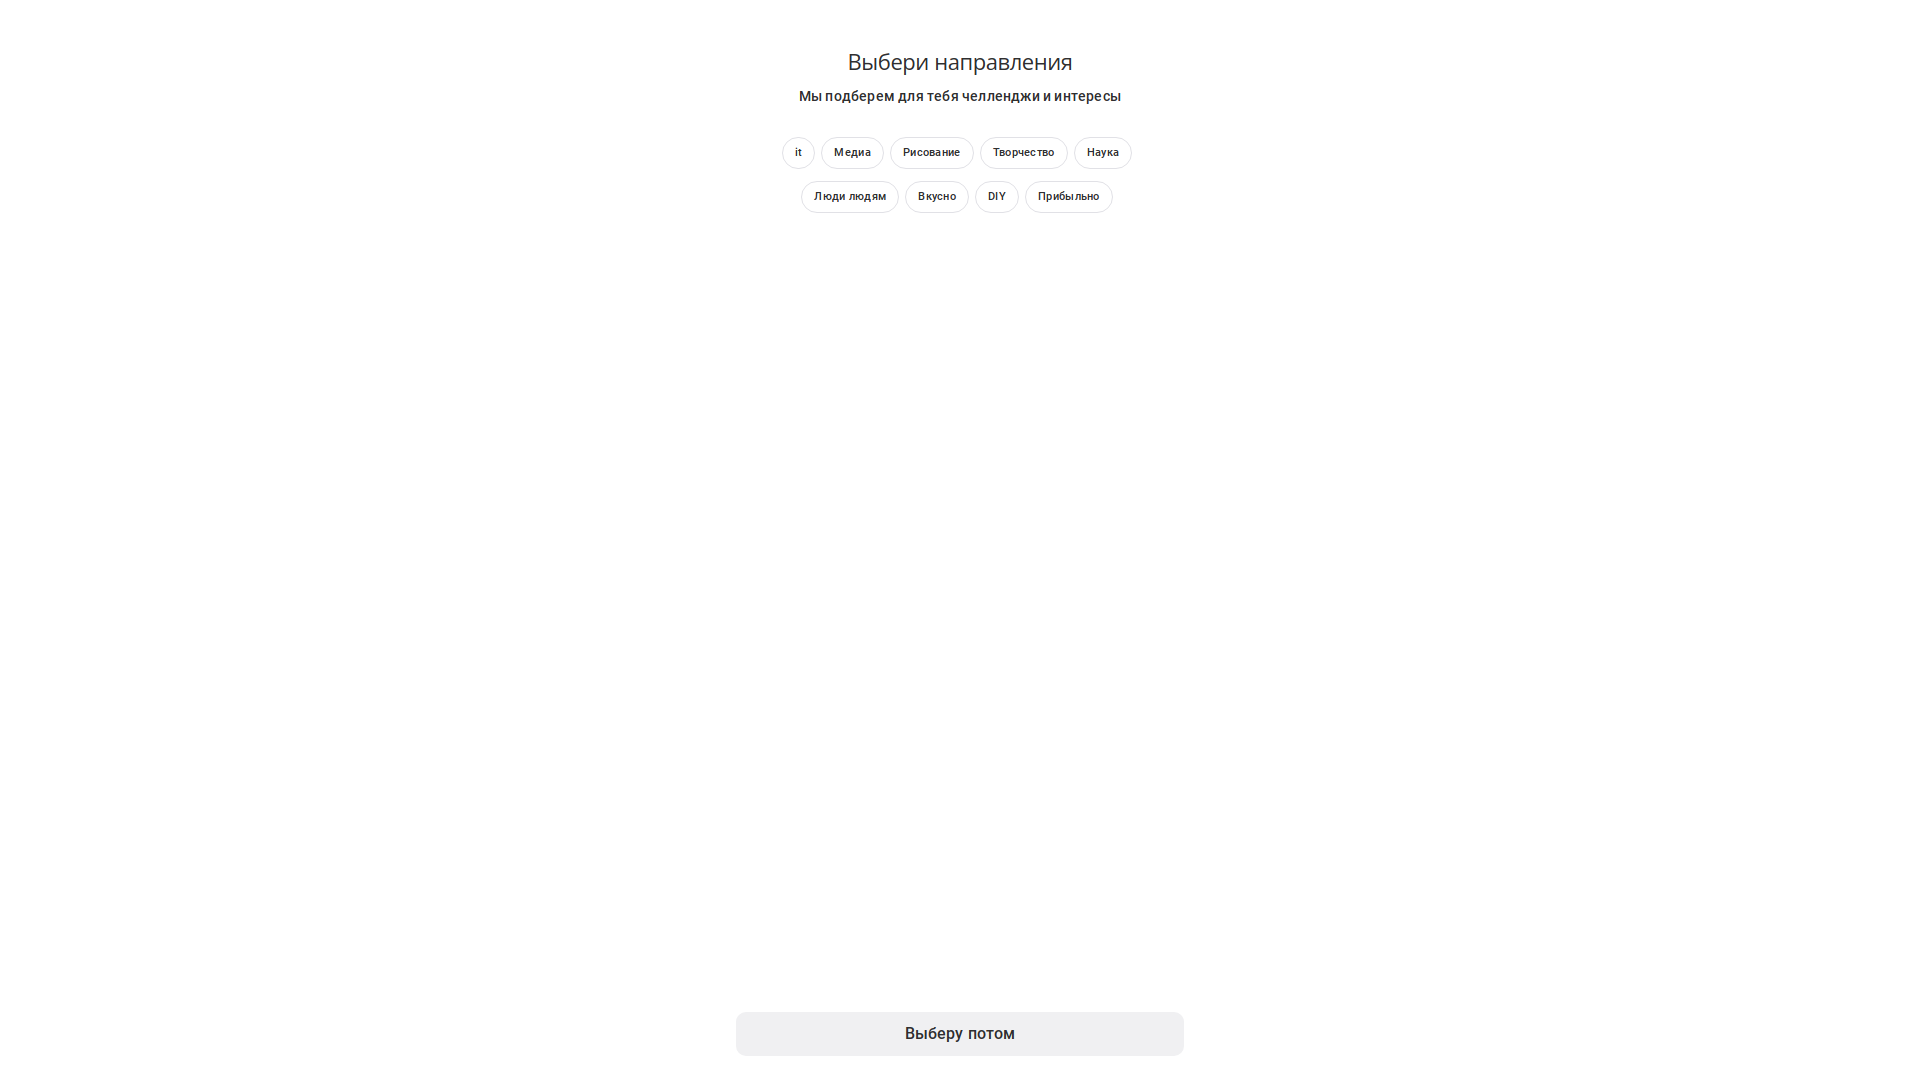 Выбери направления
Мы подберем для тебя челленджи и интересы
it Медиа Рисование Творчество Наука
Люди людям Вкусно DIY Прибыльно
Выберу потом